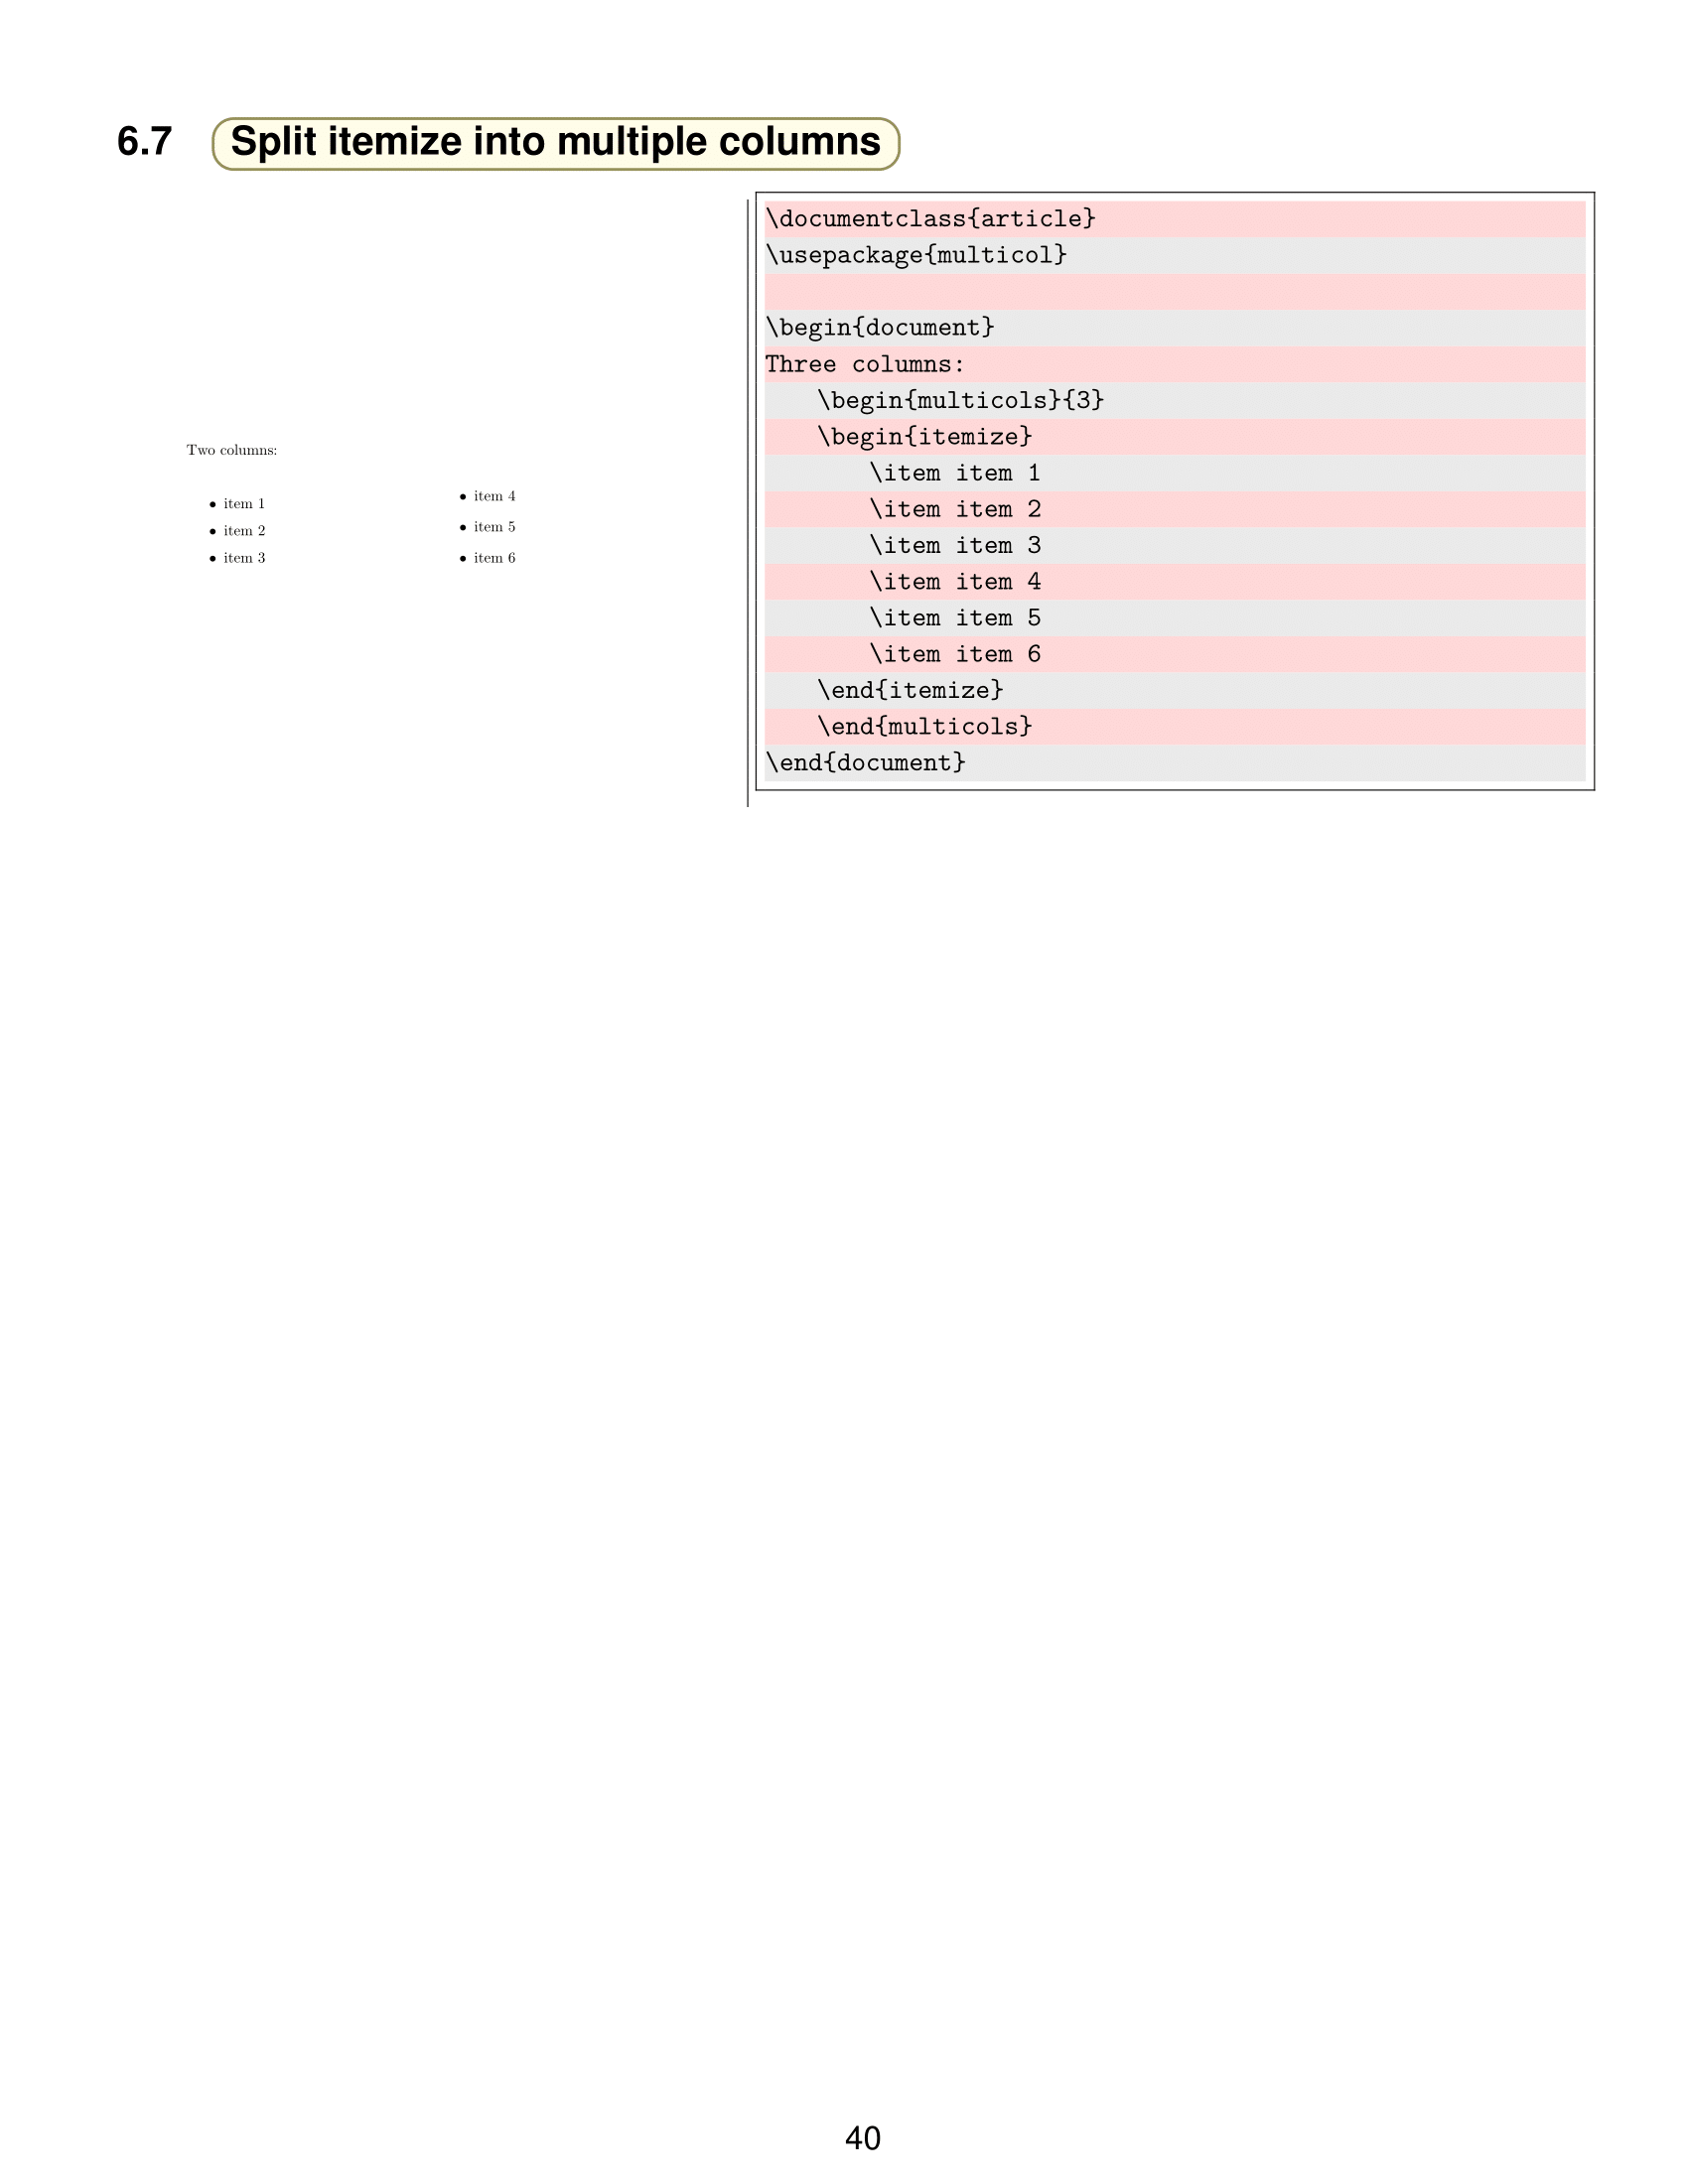 6.7 Split itemize into multiple columns
Two columns:
• item 1
• item 2
• item 3
• item 4
• item 5
• item 6
\documentclass{article}
\usepackage{multicol}

\begin{document}
Three columns:
    \begin{multicols}{3}
    \begin{itemize}
        \item item 1
        \item item 2
        \item item 3
        \item item 4
        \item item 5
        \item item 6
    \end{itemize}
    \end{multicols}
\end{document}
40